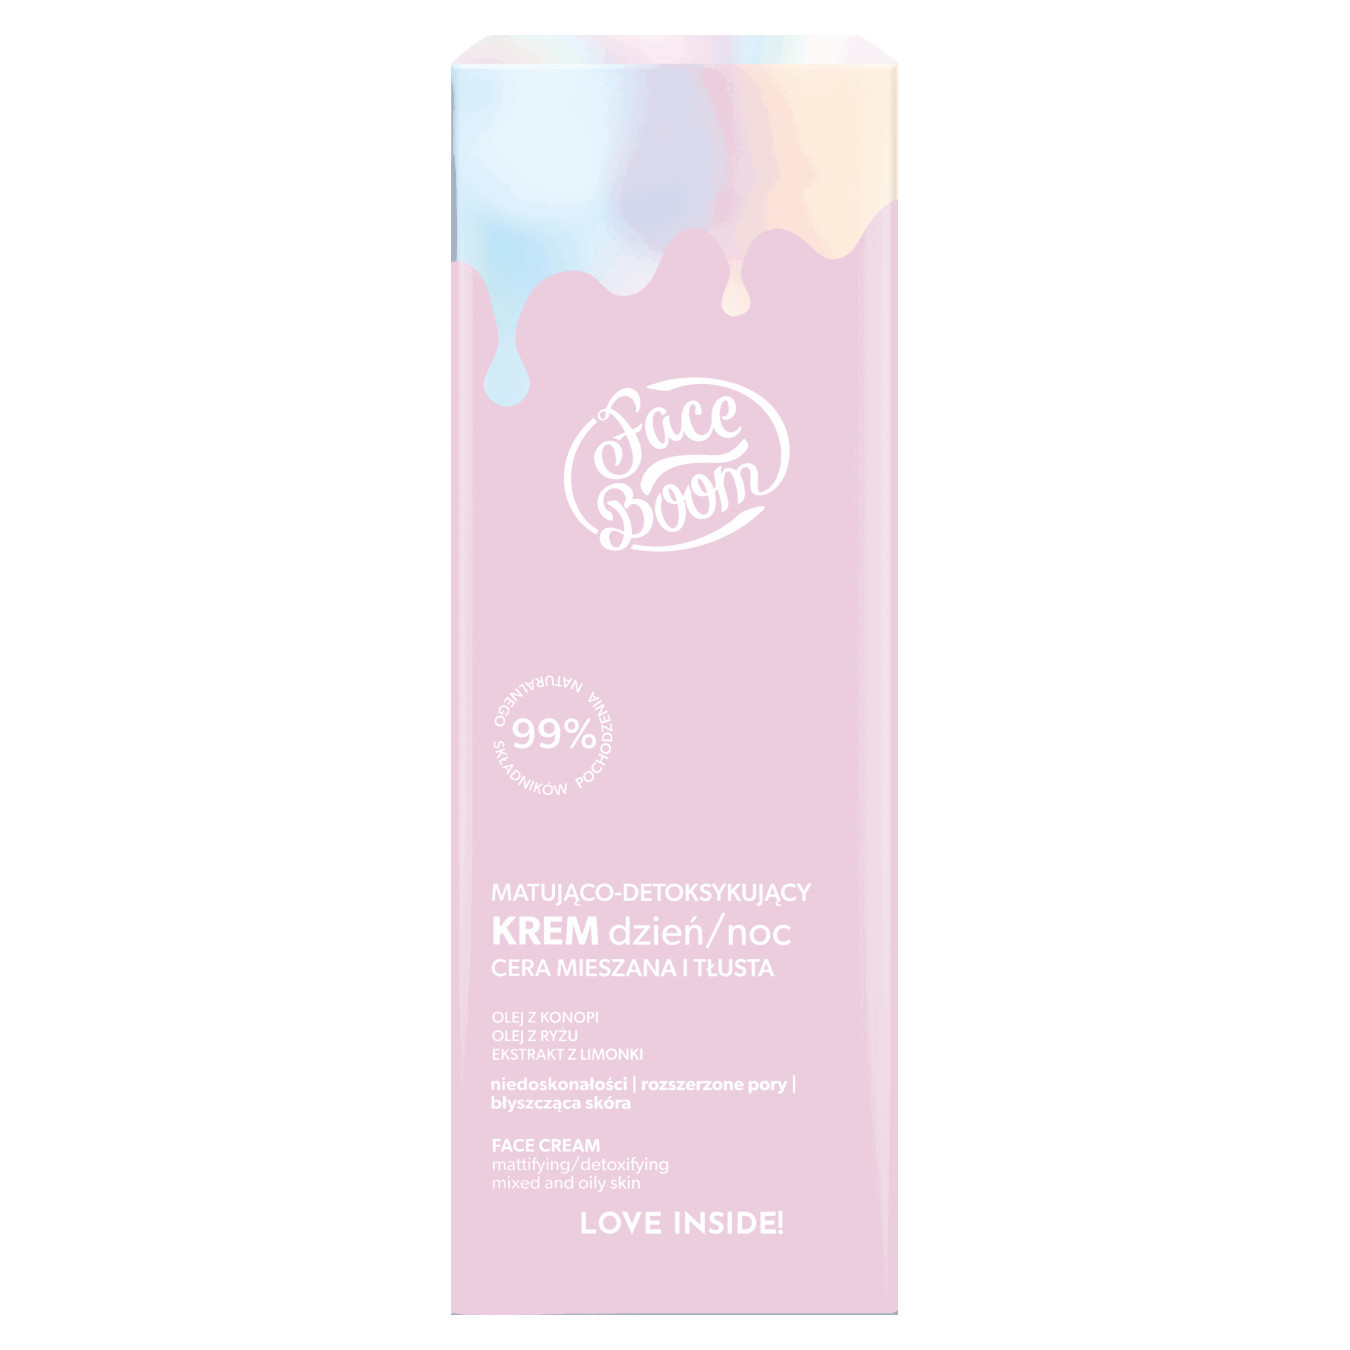 Face
Boom
99%
SKŁADNIKÓW POCHODZENIA NATURALNEGO
MATUJĄCO-DETOKSYKUJĄCY
KREM dzień/noc
CERA MIESZANA I TŁUSTA
OLEJ Z KONOPI
OLEJ Z RYŻU
EKSTRAKT Z LIMONKI
niedoskonałości | rozszerzone pory |
błyszcząca skóra
FACE CREAM
mattifying/detoxifying
mixed and oily skin
LOVE INSIDE!